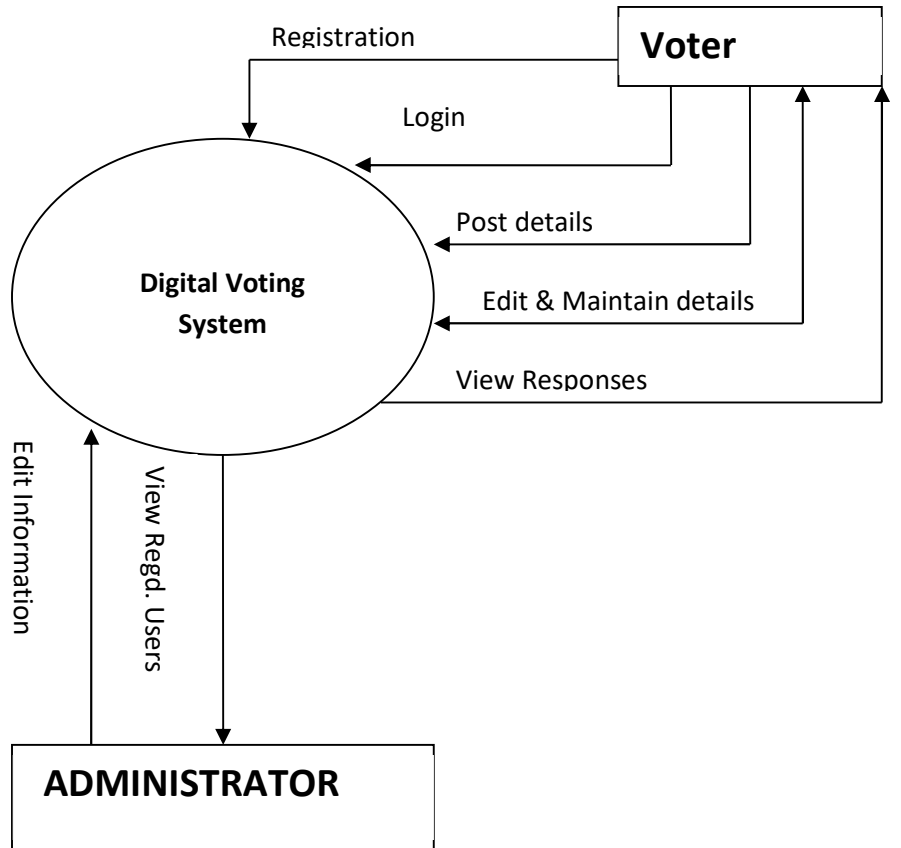 Registration
Voter
Login
Post details
Digital Voting
System
Edit & Maintain details
View Responses
Edit Information
View Regd. Users
ADMINISTRATOR